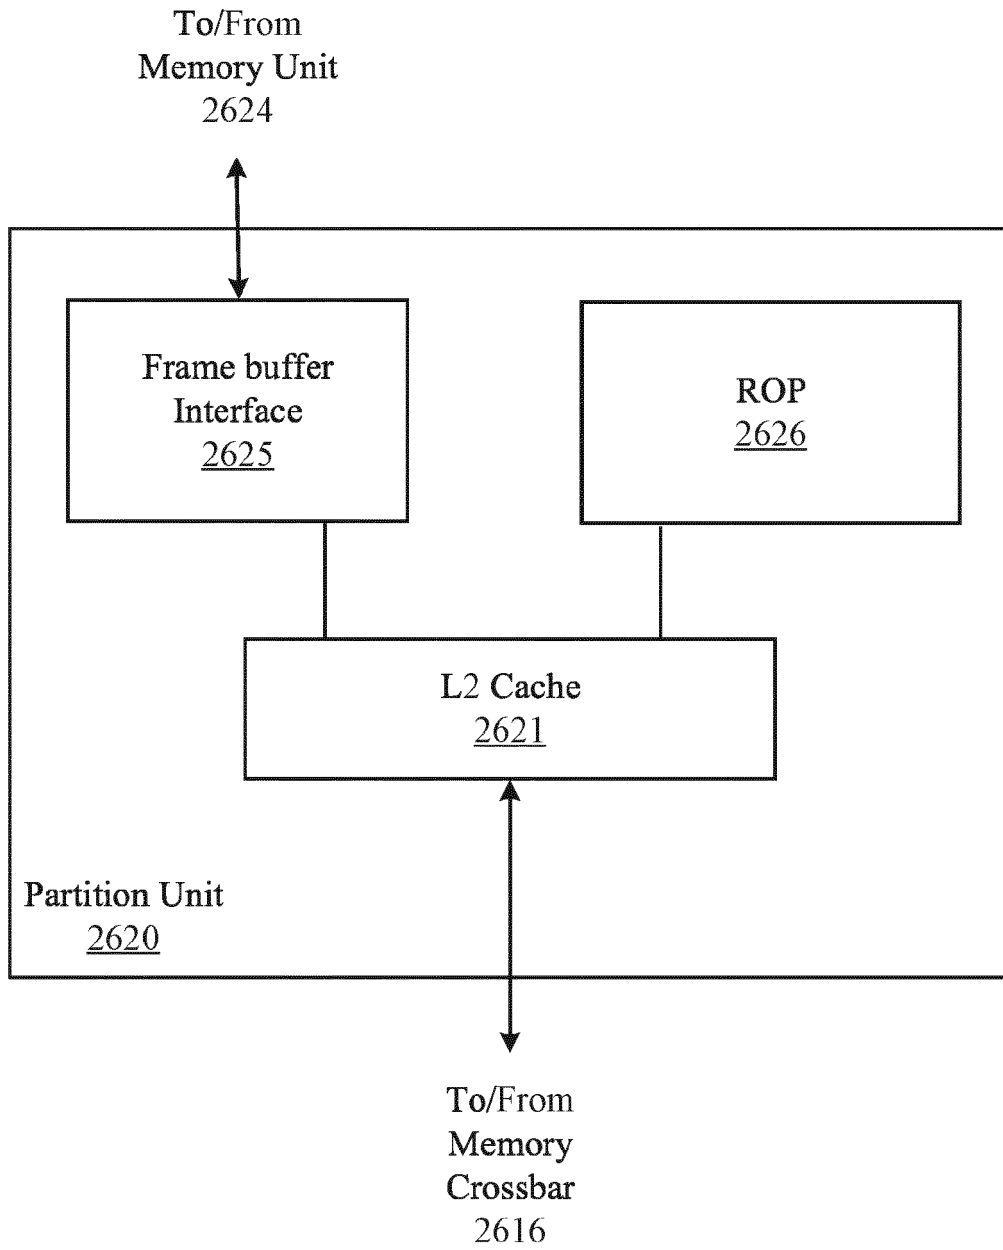 To/From
Memory Unit
2624
Frame buffer
Interface
2625
ROP
2626
L2 Cache
2621
Partition Unit
2620
To/From
Memory
Crossbar
2616